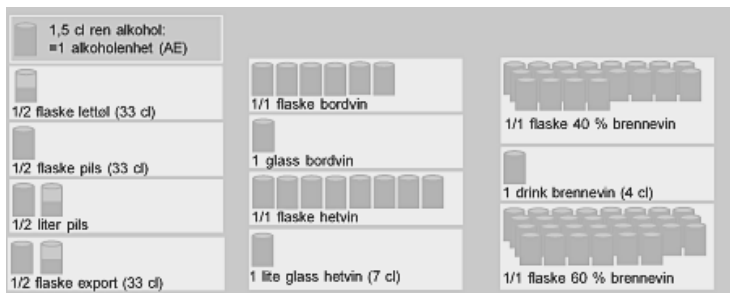 1,5 cl ren alkohol:
=1 alkoholenhet (AE)
1/2 flaske lettøl (33 cl)
1/2 flaske pils (33 cl)
1/2 liter pils
1/2 flaske export (33 cl)
1/1 flaske bordvin
1 glass bordvin
1/1 flaske hetvin
1 lite glass hetvin (7 cl)
1/1 flaske 40 % brennevin
1 drink brennevin (4 cl)
1/1 flaske 60 % brennevin